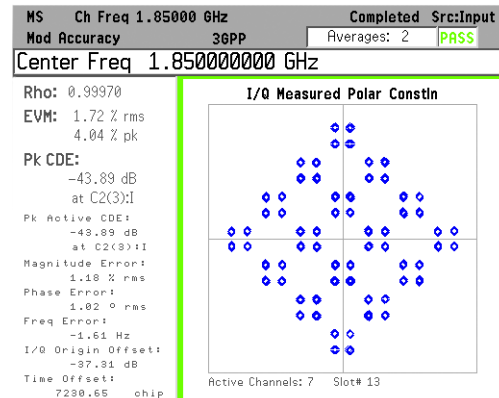 MS Ch Freq 1.85000 GHz Completed Src:Input
Mod Accuracy 3GPP Averages: 2 PASS
Center Freq 1.850000000 GHz
Rho: 0.99970
EVM: 1.72 % rms
4.04 % pk
Pk CDE:
-43.89 dB
at C2(3):I
Pk Active CDE:
-43.89 dB
at C2(3):I
Magnitude Error:
1.18 % rms
Phase Error:
1.02 º rms
Freq Error:
-1.61 Hz
I/Q Origin Offset:
-37.31 dB
Time Offset:
7230.65 chip
I/Q Measured Polar Constln
Active Channels: 7 Slot# 13